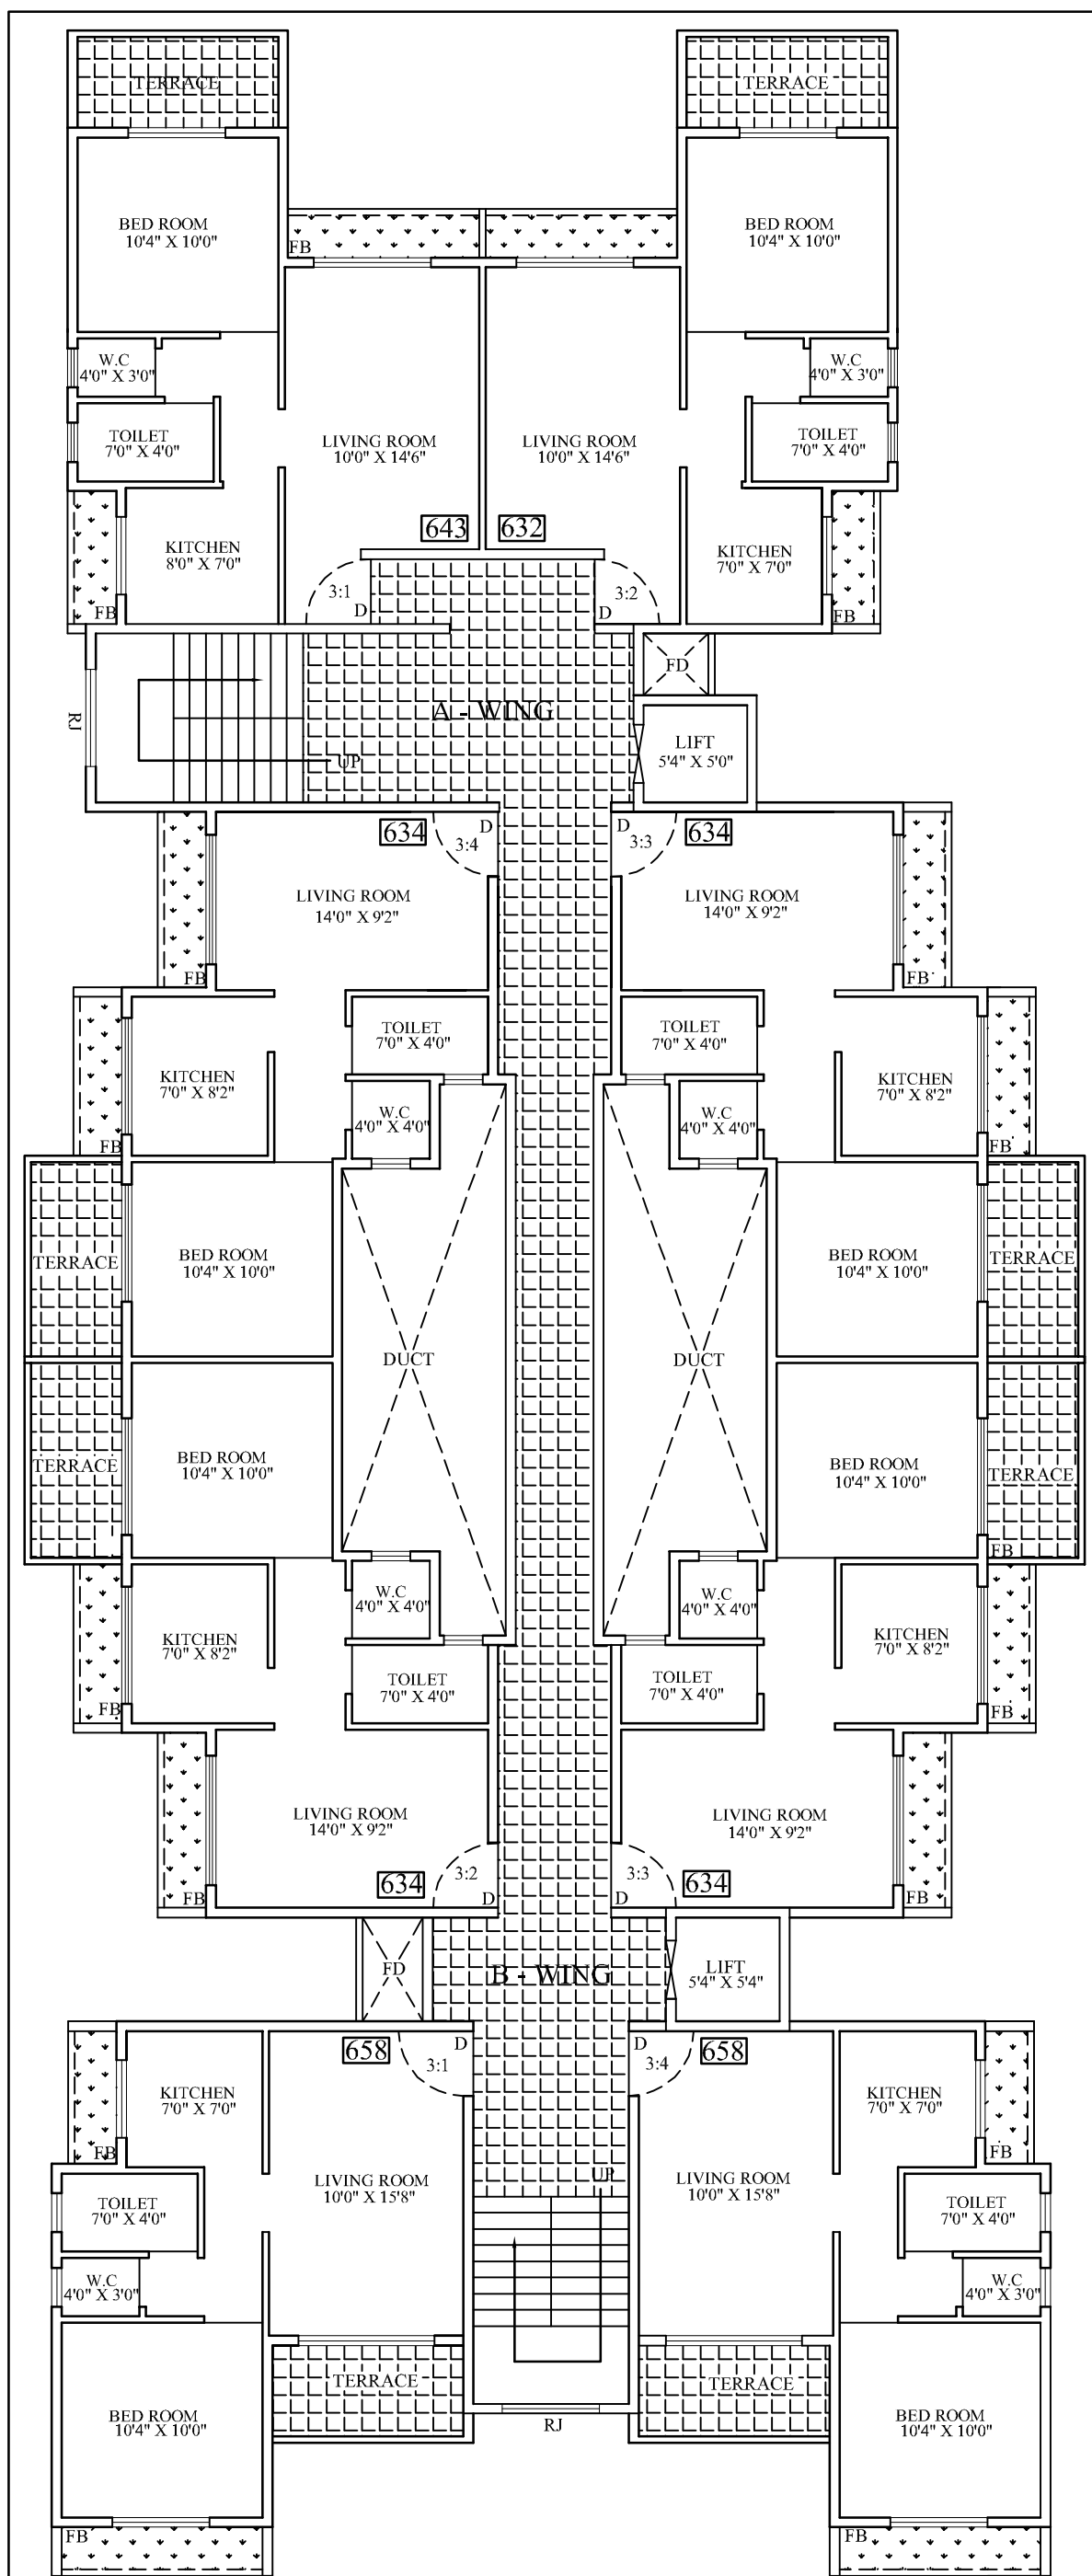 TERRACE
TERRACE
BED ROOM
10'4" X 10'0"
BED ROOM
10'4" X 10'0"
FB
W.C
4'0" X 3'0"
W.C
4'0" X 3'0"
TOILET
7'0" X 4'0"
LIVING ROOM
10'0" X 14'6"
LIVING ROOM
10'0" X 14'6"
TOILET
7'0" X 4'0"
643
632
KITCHEN
8'0" X 7'0"
KITCHEN
7'0" X 7'0"
3:1
D
3:2
D
FB
FB
FD
A - WING
RJ
UP
LIFT
5'4" X 5'0"
634
3:4
D
D
3:3
634
LIVING ROOM
14'0" X 9'2"
LIVING ROOM
14'0" X 9'2"
FB
FB
TOILET
7'0" X 4'0"
TOILET
7'0" X 4'0"
KITCHEN
7'0" X 8'2"
KITCHEN
7'0" X 8'2"
W.C
4'0" X 4'0"
W.C
4'0" X 4'0"
FB
FB
TERRACE
BED ROOM
10'4" X 10'0"
BED ROOM
10'4" X 10'0"
TERRACE
DUCT
DUCT
TERRACE
BED ROOM
10'4" X 10'0"
BED ROOM
10'4" X 10'0"
TERRACE
FB
W.C
4'0" X 4'0"
W.C
4'0" X 4'0"
KITCHEN
7'0" X 8'2"
KITCHEN
7'0" X 8'2"
TOILET
7'0" X 4'0"
TOILET
7'0" X 4'0"
FB
FB
LIVING ROOM
14'0" X 9'2"
LIVING ROOM
14'0" X 9'2"
634
3:2
D
3:3
D
634
FB
FB
FD
B - WING
LIFT
5'4" X 5'4"
658
3:1
D
D
3:4
658
KITCHEN
7'0" X 7'0"
KITCHEN
7'0" X 7'0"
FB
FB
LIVING ROOM
10'0" X 15'8"
UP
LIVING ROOM
10'0" X 15'8"
TOILET
7'0" X 4'0"
TOILET
7'0" X 4'0"
W.C
4'0" X 3'0"
W.C
4'0" X 3'0"
TERRACE
TERRACE
BED ROOM
10'4" X 10'0"
BED ROOM
10'4" X 10'0"
RJ
FB
FB